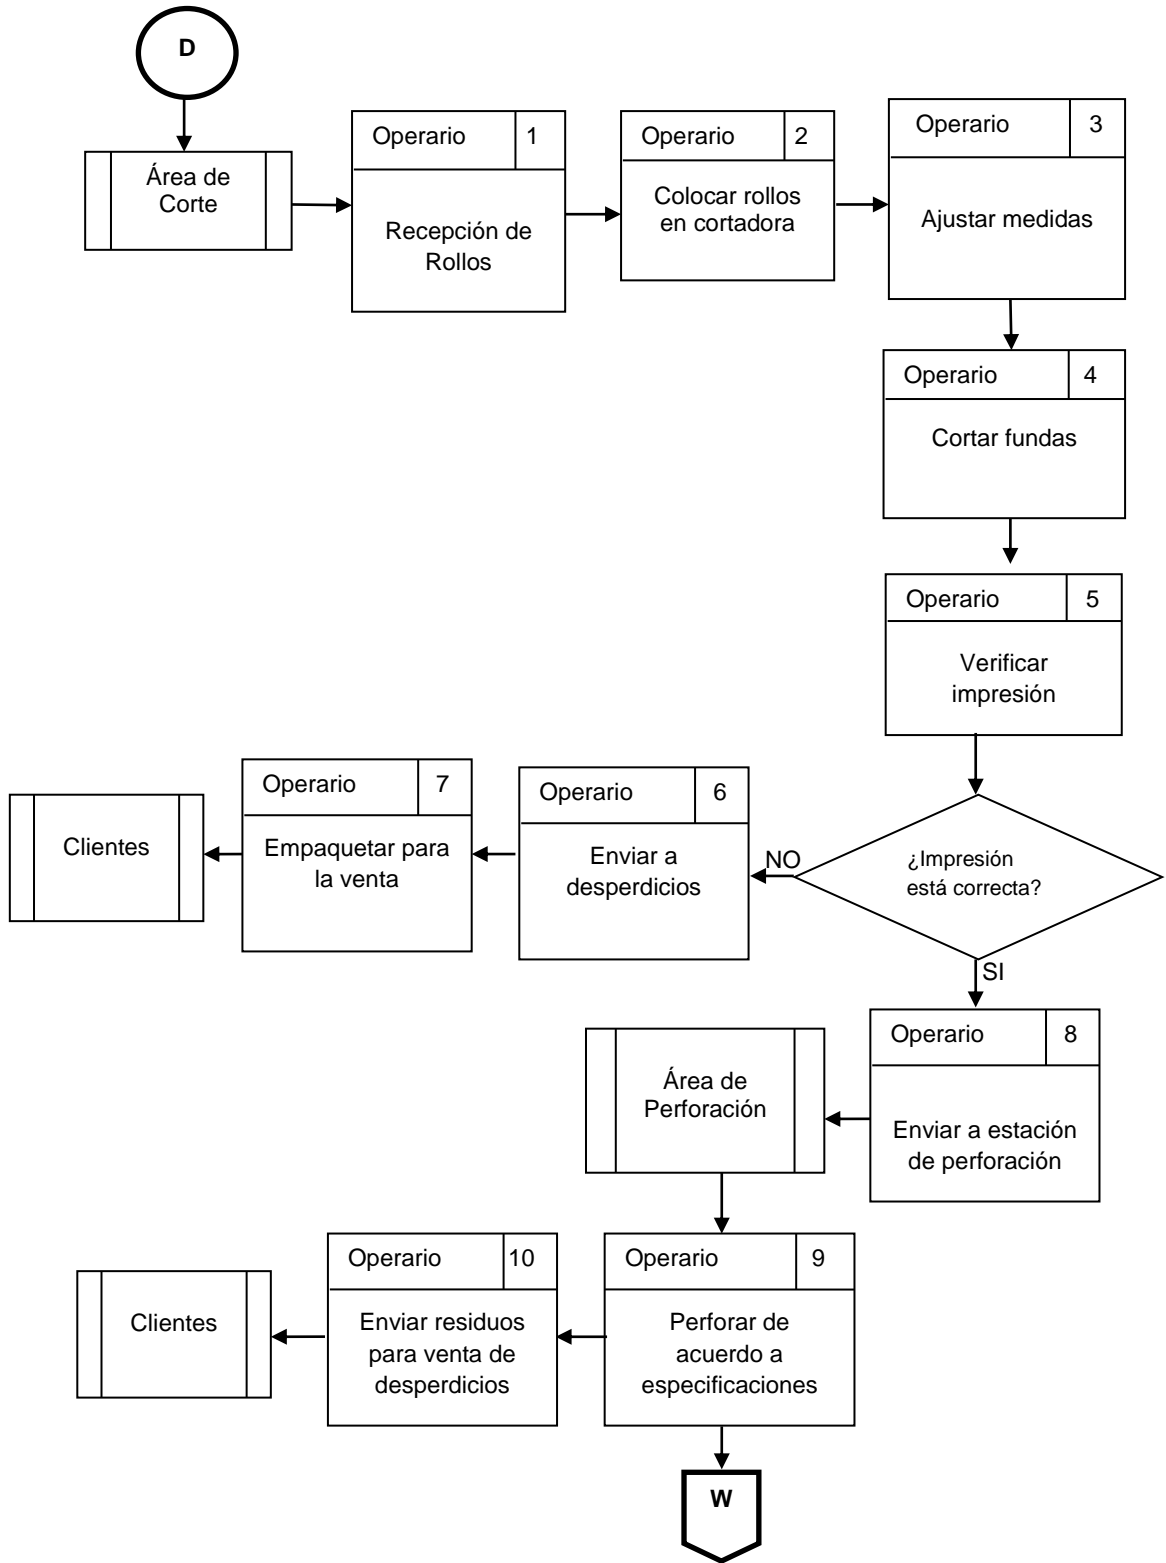 D
Área de
Corte
Operario 1
Recepción de
Rollos
Operario 2
Colocar rollos
en cortadora
Operario 3
Ajustar medidas
Operario 4
Cortar fundas
Operario 5
Verificar
impresión
¿Impresión
está correcta?
NO
Operario 6
Enviar a
desperdicios
Operario 7
Empaquetar para
la venta
Clientes
SI
Operario 8
Enviar a estación
de perforación
Área de
Perforación
Operario 9
Perforar de
acuerdo a
especificaciones
Operario 10
Enviar residuos
para venta de
desperdicios
Clientes
W